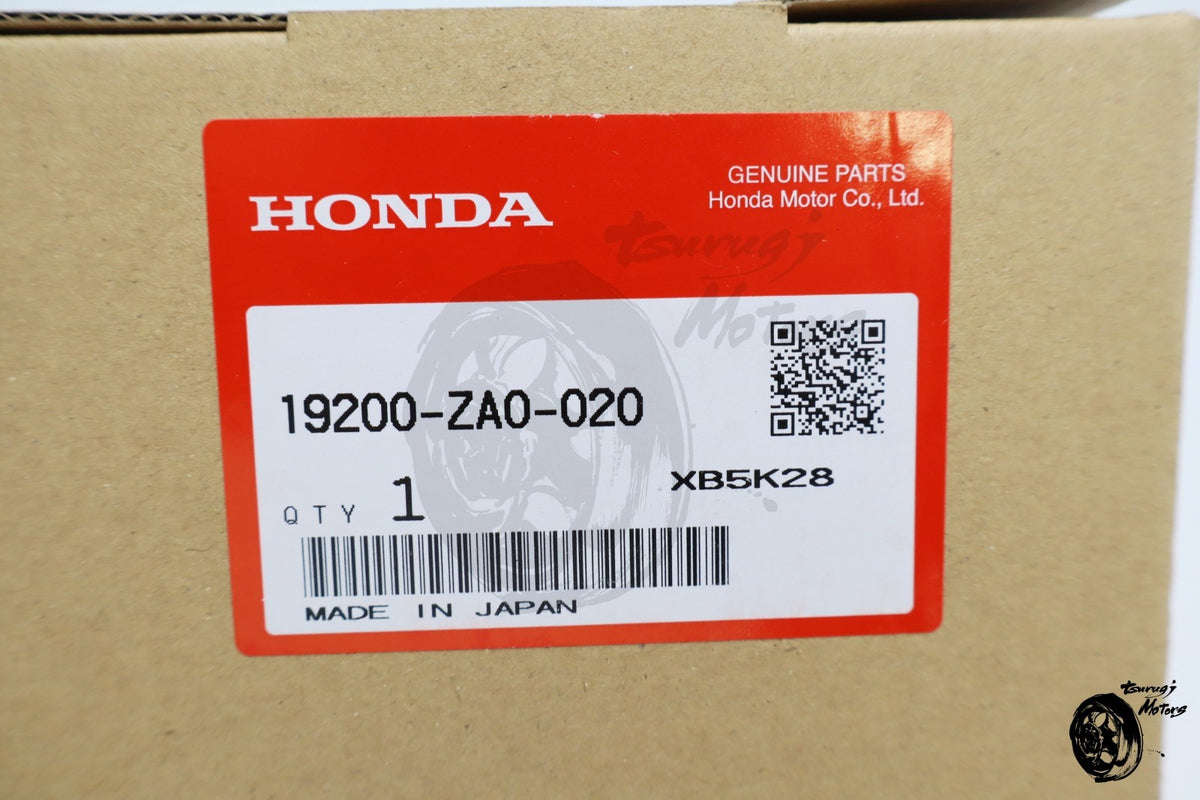 HONDA
GENUINE PARTS
Honda Motor Co., Ltd.
tsurugi
Motors
19200-ZA0-020
XB5K28
QTY 1
MADE IN JAPAN
tsurugi
Motors